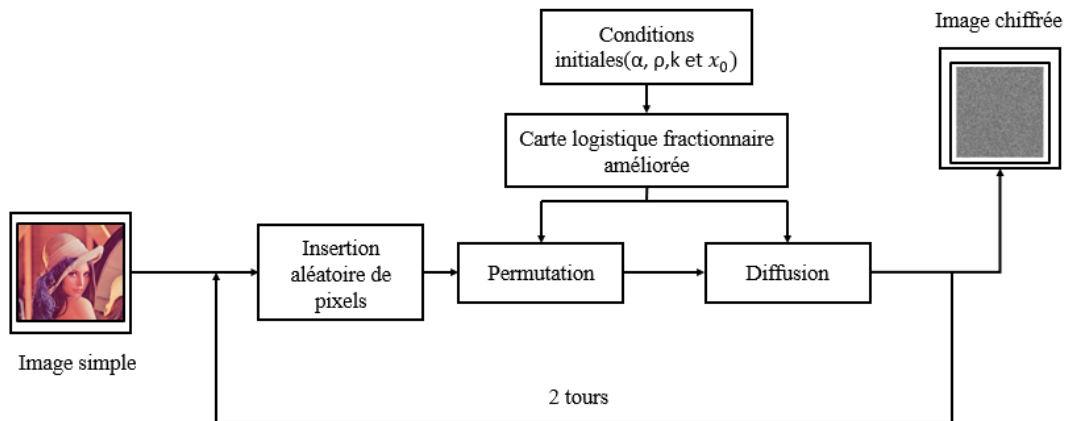 Image chiffrée
Conditions
initiales(α, ρ,k et x₀)
Carte logistique fractionnaire
améliorée
Insertion
aléatoire de
pixels
Permutation
Diffusion
Image simple
2 tours